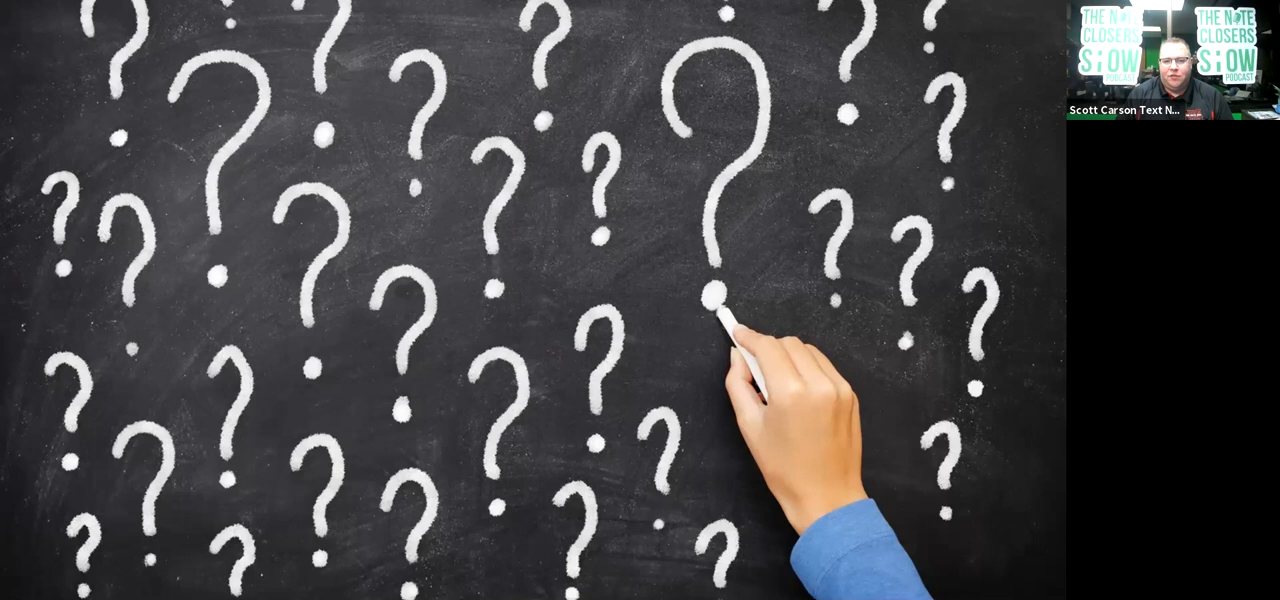 THE NOTE
CLOSERS
SHOW
PODCAST
THE NOTE
CLOSERS
SHOW
PODCAST
Scott Carson Text N...